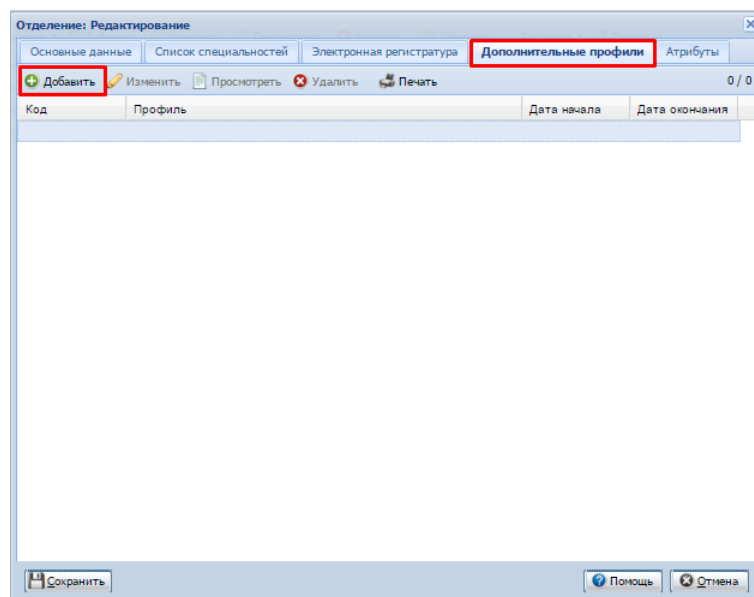 Отделение: Редактирование
Основные данные Список специальностей Электронная регистратура Дополнительные профили Атрибуты
Добавить Изменить Просмотреть Удалить Печать 0 / 0
Код Профиль Дата начала Дата окончания
Сохранить Помощь Отмена